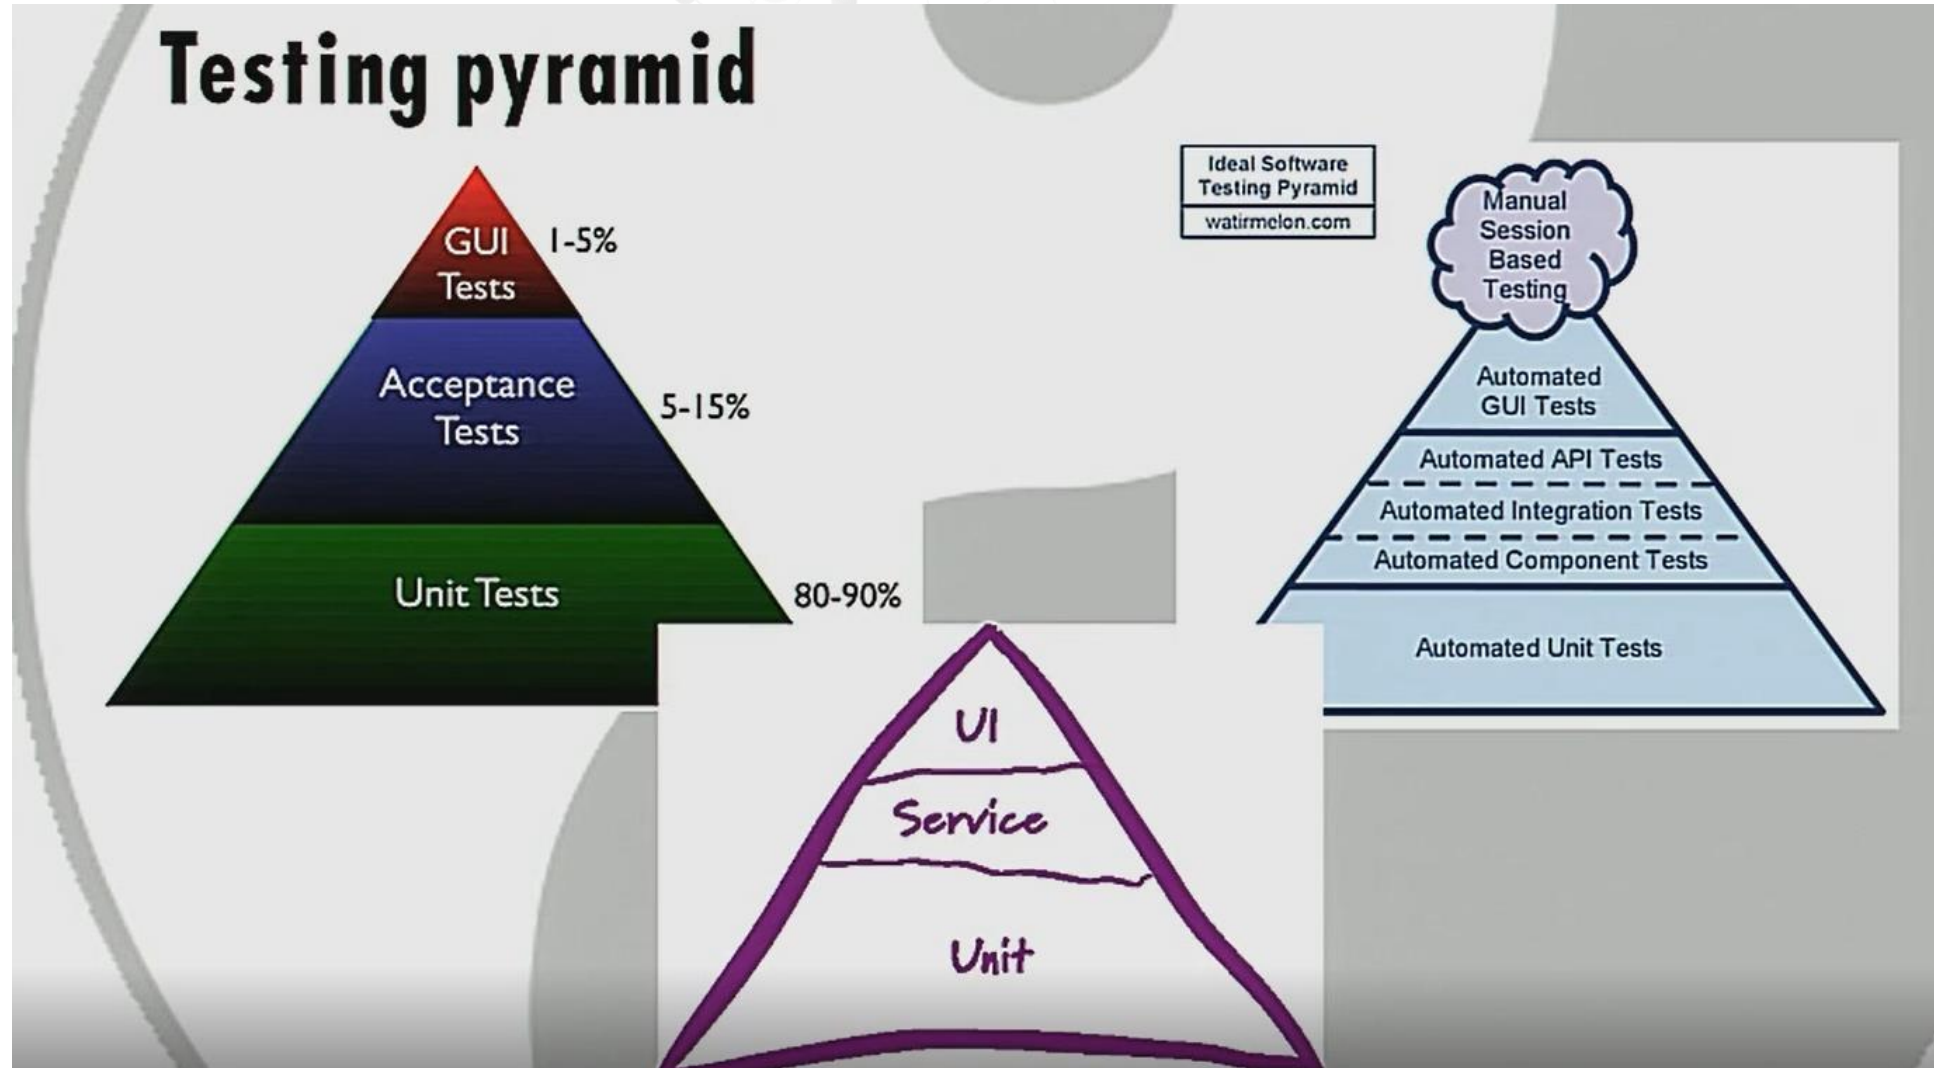 Testing pyramid
GUI
Tests
1-5%
Acceptance
Tests
5-15%
Unit Tests
80-90%
Ideal Software
Testing Pyramid
watirmelon.com
Manual
Session
Based
Testing
Automated
GUI Tests
Automated API Tests
Automated Integration Tests
Automated Component Tests
Automated Unit Tests
UI
Service
Unit